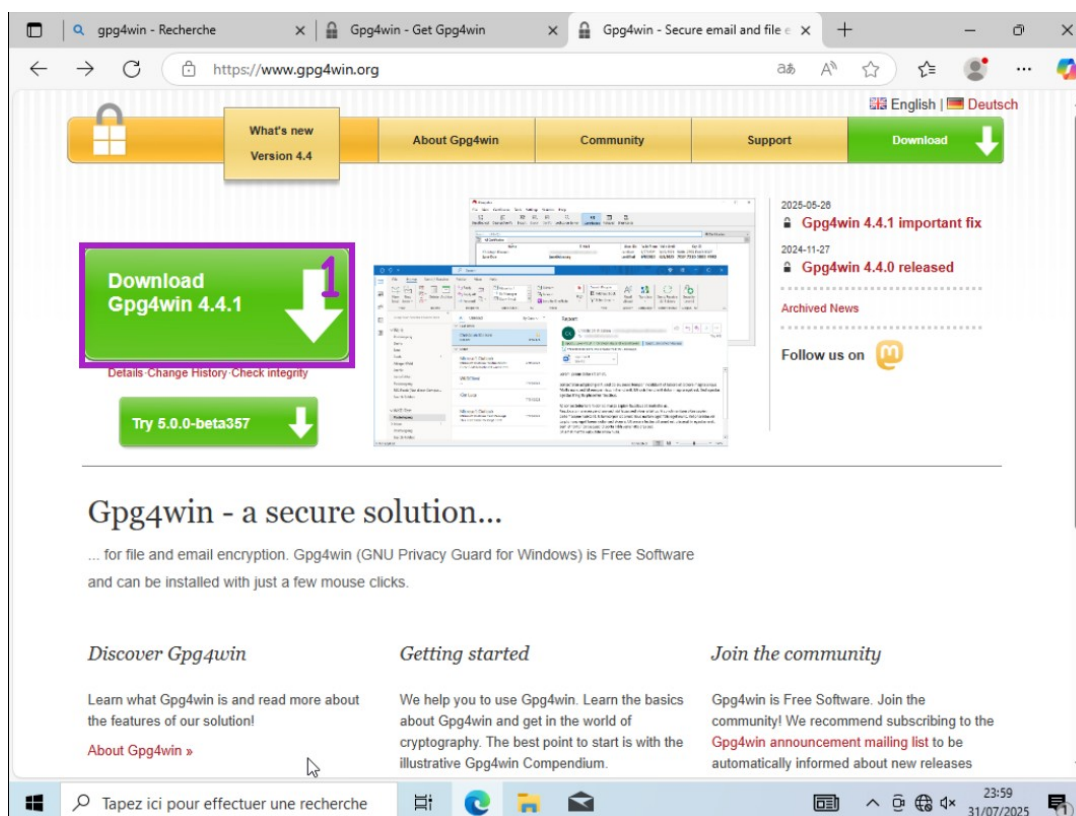 gpg4win - Recherche
Gpg4win - Get Gpg4win
Gpg4win - Secure email and file e
https://www.gpg4win.org
English | Deutsch
What's new
Version 4.4
About Gpg4win
Community
Support
Download
Download
Gpg4win 4.4.1
1
Details·Change History·Check integrity
Try 5.0.0-beta357
2025-05-26
Gpg4win 4.4.1 important fix
2024-11-27
Gpg4win 4.4.0 released
Archived News
Follow us on
Gpg4win - a secure solution...
... for file and email encryption. Gpg4win (GNU Privacy Guard for Windows) is Free Software
and can be installed with just a few mouse clicks.
Discover Gpg4win
Learn what Gpg4win is and read more about
the features of our solution!
About Gpg4win »
Getting started
We help you to use Gpg4win. Learn the basics
about Gpg4win and get in the world of
cryptography. The best point to start is with the
illustrative Gpg4win Compendium.
Join the community
Gpg4win is Free Software. Join the
community! We recommend subscribing to the
Gpg4win announcement mailing list to be
automatically informed about new releases
Tapez ici pour effectuer une recherche
23:59
31/07/2025
1